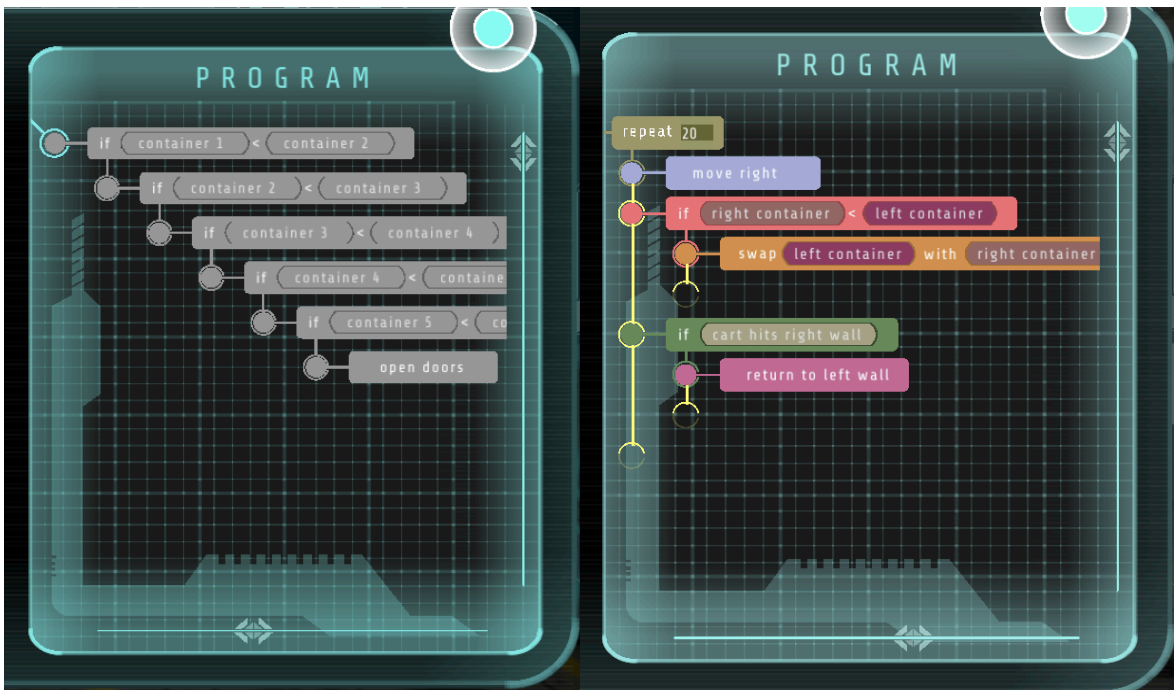 PROGRAM
if container 1 < container 2
if container 2 < container 3
if container 3 < container 4
if container 4 < containe
if container 5 < co
open doors
PROGRAM
repeat 20
move right
if right container < left container
swap left container with right container
if cart hits right wall
return to left wall